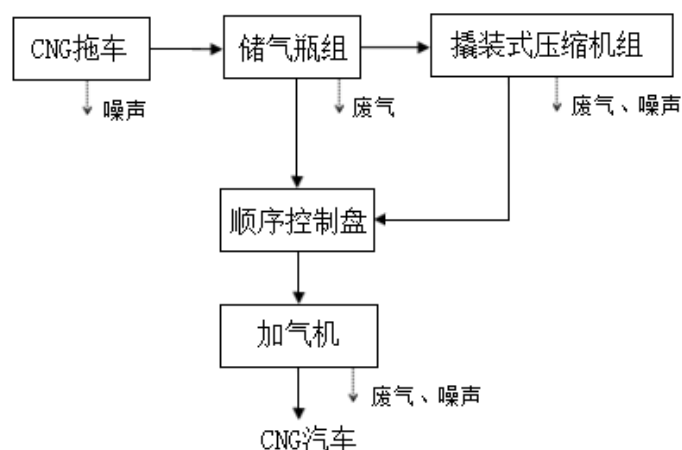 CNG拖车
储气瓶组
撬装式压缩机组
噪声
废气
废气、噪声
顺序控制盘
加气机
废气、噪声
CNG汽车